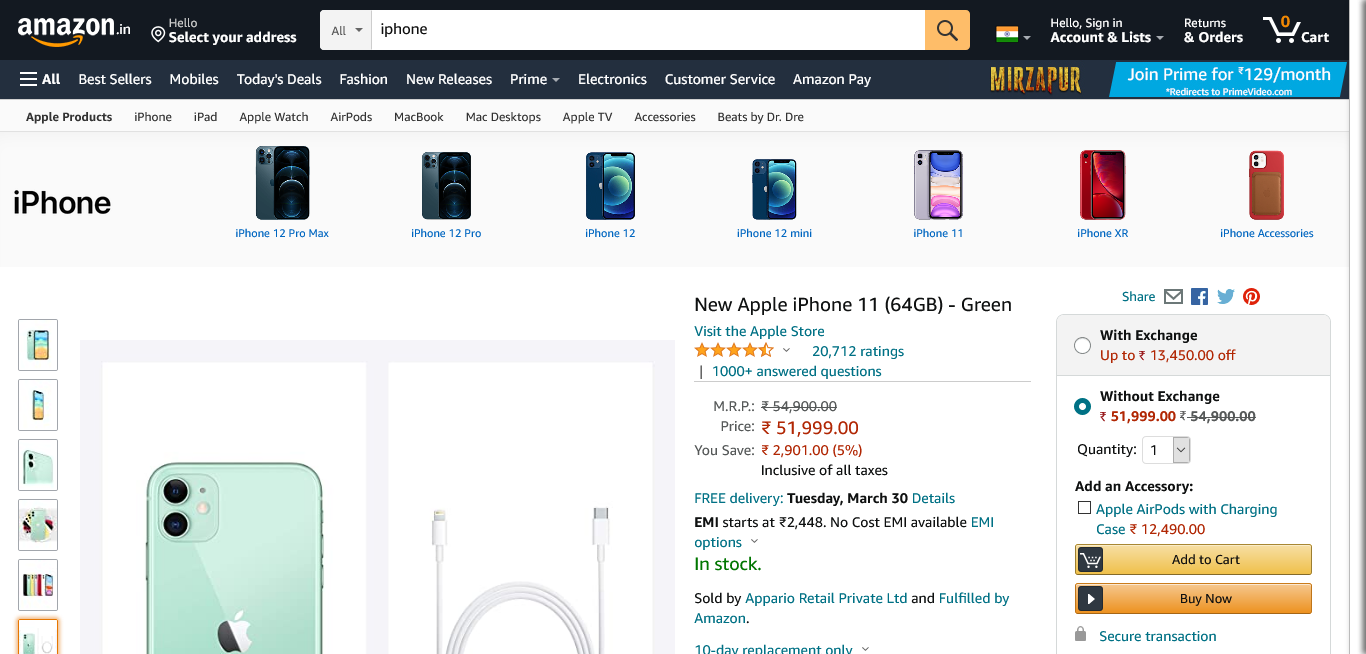 amazon.in
Hello
Select your address
All
iphone
Hello, Sign in
Account & Lists
Returns
& Orders
0
Cart
All
Best Sellers
Mobiles
Today's Deals
Fashion
New Releases
Prime
Electronics
Customer Service
Amazon Pay
MIRZAPUR
Join Prime for ₹129/month
*Redirects to PrimeVideo.com
Apple Products
iPhone
iPad
Apple Watch
AirPods
MacBook
Mac Desktops
Apple TV
Accessories
Beats by Dr. Dre
iPhone
iPhone 12 Pro Max
iPhone 12 Pro
iPhone 12
iPhone 12 mini
iPhone 11
iPhone XR
iPhone Accessories
New Apple iPhone 11 (64GB) - Green
Visit the Apple Store
20,712 ratings
| 1000+ answered questions
M.R.P.: ₹ 54,900.00
Price: ₹ 51,999.00
You Save: ₹ 2,901.00 (5%)
Inclusive of all taxes
FREE delivery: Tuesday, March 30 Details
EMI starts at ₹2,448. No Cost EMI available EMI
options
In stock.
Sold by Appario Retail Private Ltd and Fulfilled by
Amazon.
10-day replacement only
Share
With Exchange
Up to ₹ 13,450.00 off
Without Exchange
₹ 51,999.00 ₹ 54,900.00
Quantity: 1
Add an Accessory:
Apple AirPods with Charging
Case ₹ 12,490.00
Add to Cart
Buy Now
Secure transaction